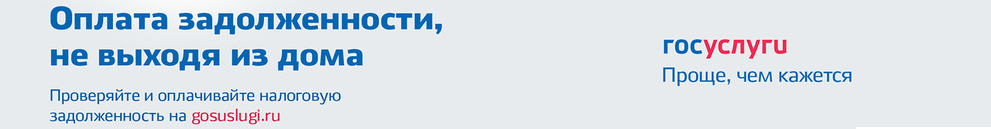 Оплата задолженности,
не выходя из дома
Проверяйте и оплачивайте налоговую
задолженность на gosuslugi.ru
госуслуги
Проще, чем кажется